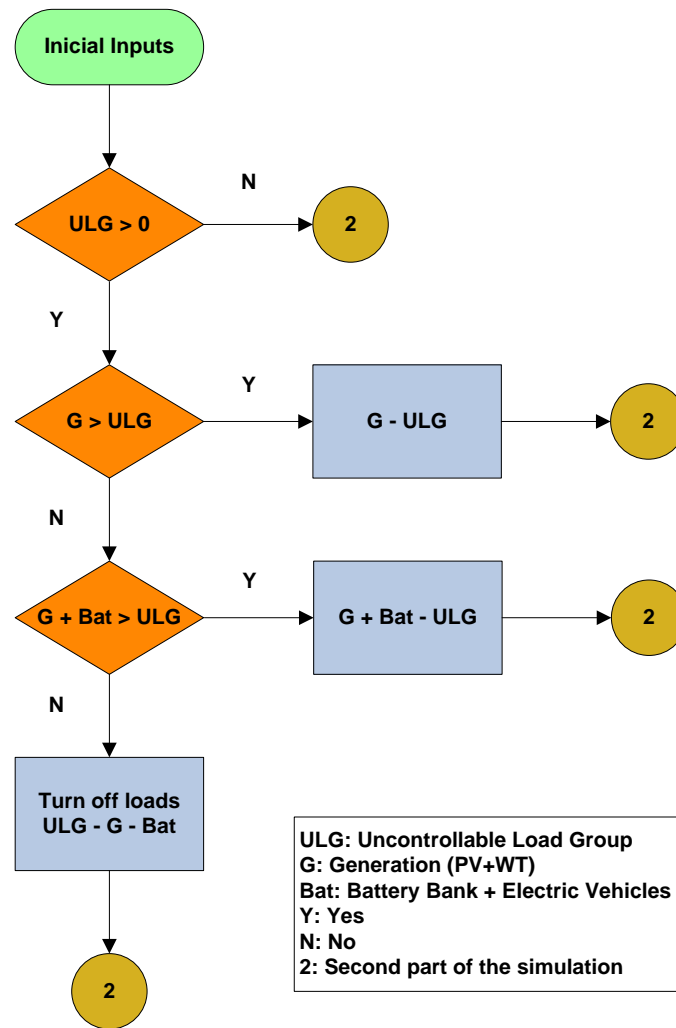 Inicial Inputs
N
ULG > 0
2
Y
Y
G > ULG
G - ULG
2
N
Y
G + Bat > ULG
G + Bat - ULG
2
N
Turn off loads
ULG - G - Bat
2
ULG: Uncontrollable Load Group
G: Generation (PV+WT)
Bat: Battery Bank + Electric Vehicles
Y: Yes
N: No
2: Second part of the simulation